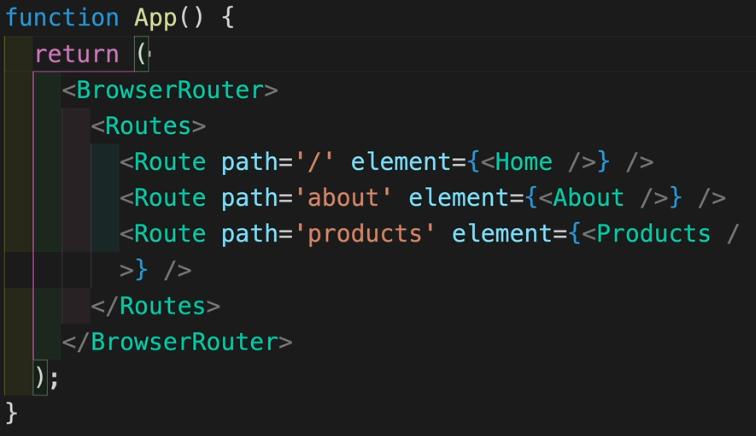 function App() {
  return (
    <BrowserRouter>
      <Routes>
        <Route path='/' element={<Home />} />
        <Route path='about' element={<About />} />
        <Route path='products' element={<Products /
        >} />
      </Routes>
    </BrowserRouter>
  );
}